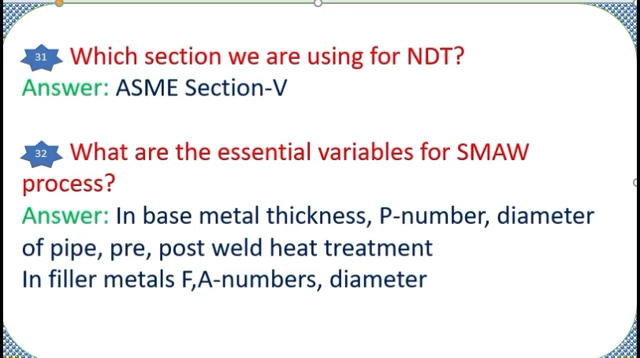 31 Which section we are using for NDT?
Answer: ASME Section-V
32 What are the essential variables for SMAW
process?
Answer: In base metal thickness, P-number, diameter
of pipe, pre, post weld heat treatment
In filler metals F,A-numbers, diameter